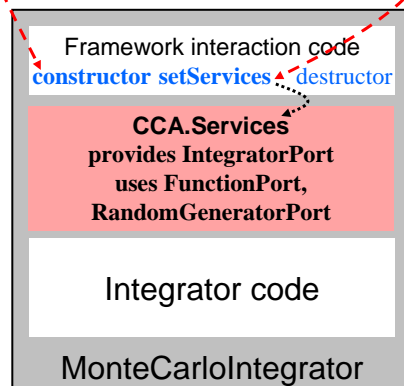 Framework interaction code
constructor setServices destructor
CCA.Services
provides IntegratorPort
uses FunctionPort,
RandomGeneratorPort
Integrator code
MonteCarloIntegrator